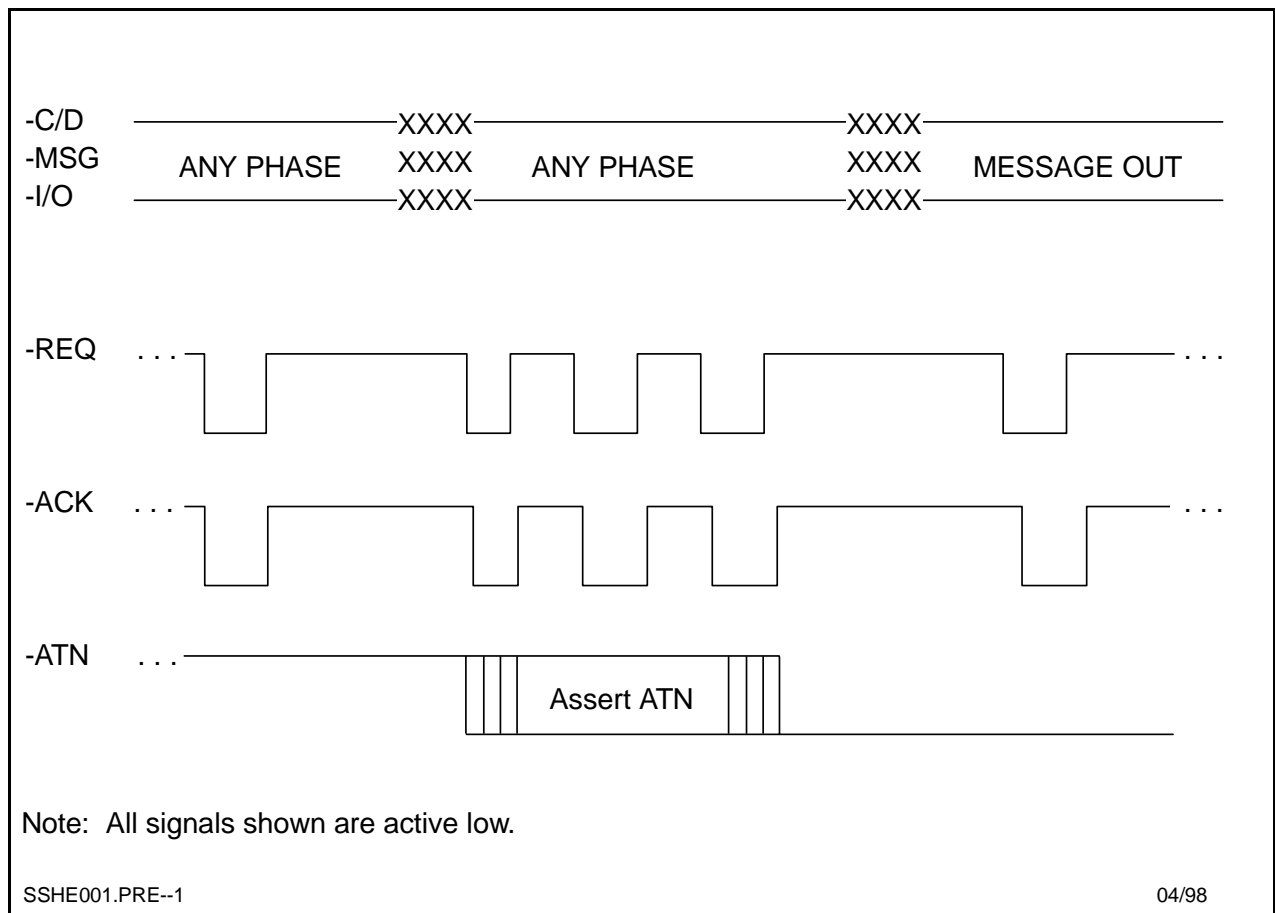 -C/D XXXX XXXX
-MSG ANY PHASE XXXX ANY PHASE XXXX MESSAGE OUT
-I/O XXXX XXXX
-REQ . . . . . .
-ACK . . . . . .
-ATN . . .
Assert ATN
Note: All signals shown are active low.
SSHE001.PRE--1 04/98